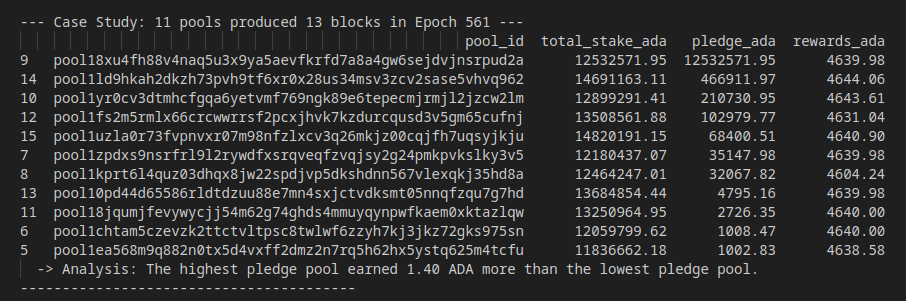 --- Case Study: 11 pools produced 13 blocks in Epoch 561 ---
pool_id total_stake_ada pledge_ada rewards_ada
9 pool18xu4fh88v4naq5u3x9ya5aevfkrfd7a8a4gw6sejdvjnsrpud2a 12532571.95 12532571.95 4639.98
14 pool1ld9hkah2dkzh73pvh9tf6xr0x28us34msv3zcv2sase5vhvq962 14691163.11 466911.97 4644.06
10 pool1yr0cv3dtmhcfgqa6yetvmf769ngk89e6tepecmjrmjl2jzcw2lm 12899291.41 210730.95 4643.61
12 pool1fs2m5rmlx66crcwwrrsf2pcxjhvk7kzdurcqusd3v5gm65cufnj 13508561.88 102979.77 4631.04
15 pool1uzla0r73fvpnvxr07m98nfzlxcv3q26mkjz00cqjfh7uqsyjkju 14820191.15 68400.51 4640.90
7 pool1zpdxs9nsrfrl9l2rywdfxsrqveqfzvqjsy2g24pmkpvkslky3v5 12180437.07 35147.98 4639.98
8 pool1kprt6l4quz03dhqx8jw22spdjvp5dkshdnn567vlexqkj35hd8a 12464247.01 32067.82 4604.24
13 pool10pd44d65586rldtdzuu88e7mn4sxjctvdksmt05nnqfzqu7g7hd 13684854.44 4795.16 4639.98
11 pool18jqumjfevywycjj54m62g74ghds4mmuyqynpwfkaem0xktazlqw 13250964.95 2726.35 4640.00
6 pool1chtam5czevzk2ttctvltpsc8twlwf6zzyh7kj3jkz72gks975sn 12059799.62 1008.47 4640.00
5 pool1ea568m9q882n0tx5d4vxff2dmz2n7rq5h62hx5ystq625m4tcfu 11836662.18 1002.83 4638.58
-> Analysis: The highest pledge pool earned 1.40 ADA more than the lowest pledge pool.
----------------------------------------